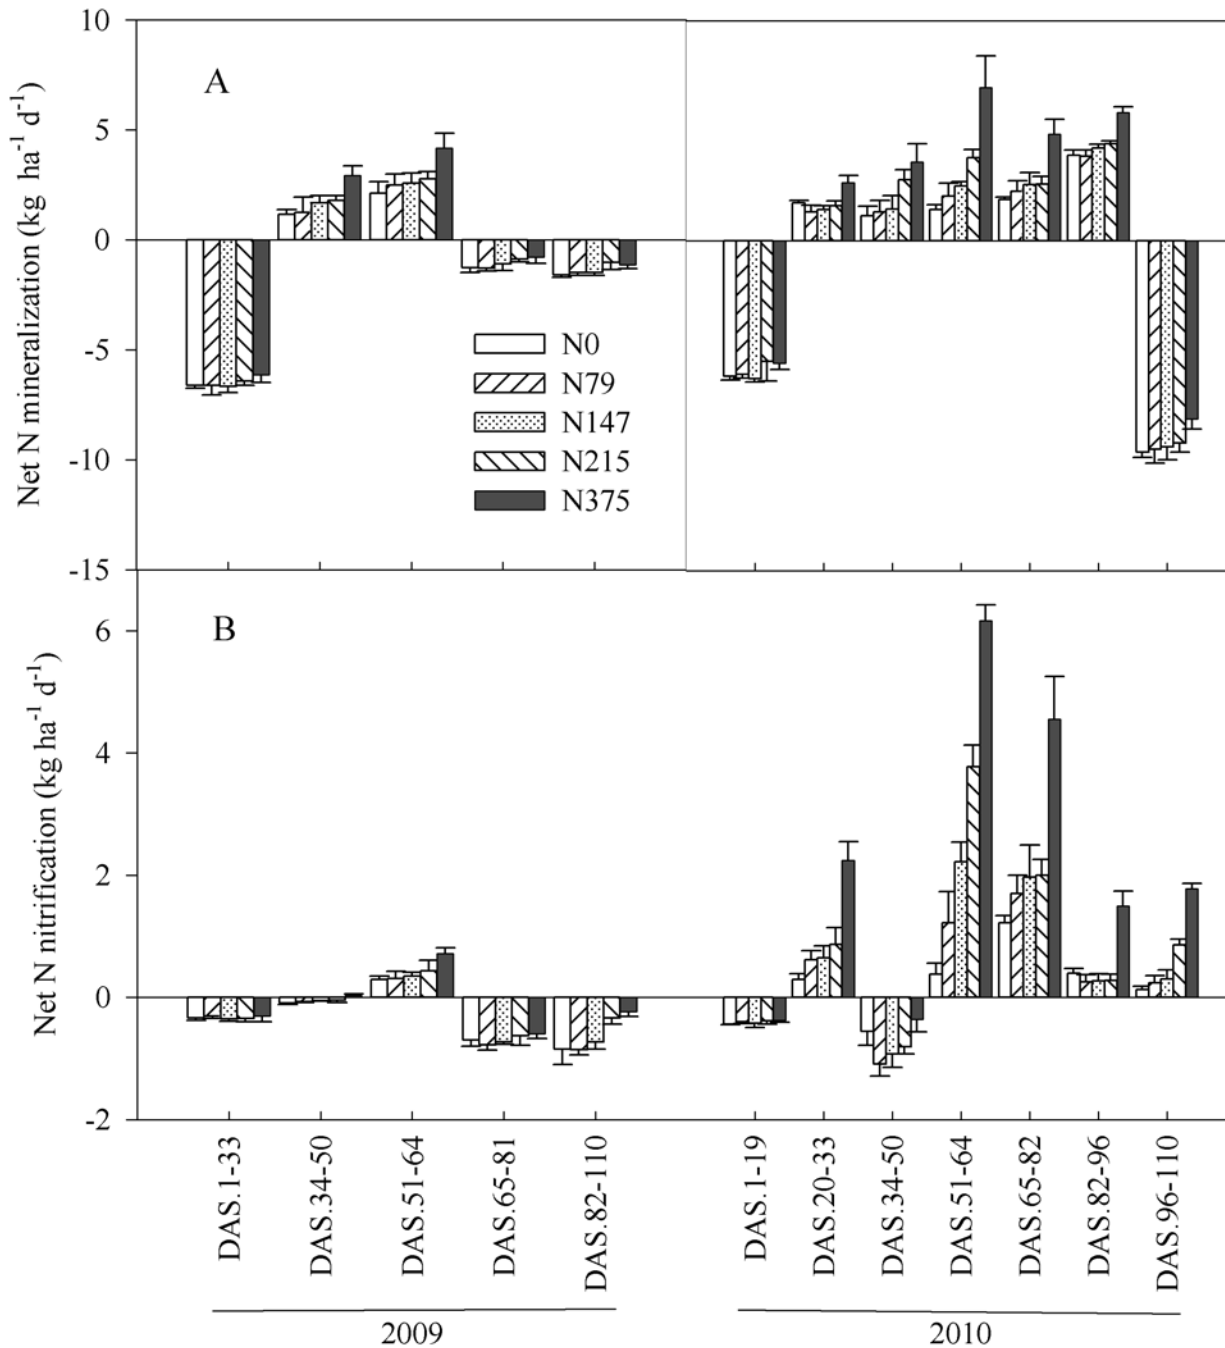 A
Net N mineralization (kg ha⁻¹ d⁻¹)
10
5
0
-5
-10
-15
N0
N79
N147
N215
N375
B
Net N nitrification (kg ha⁻¹ d⁻¹)
6
4
2
0
-2
DAS.1-33
DAS.34-50
DAS.51-64
DAS.65-81
DAS.82-110
DAS.1-19
DAS.20-33
DAS.34-50
DAS.51-64
DAS.65-82
DAS.82-96
DAS.96-110
2009
2010